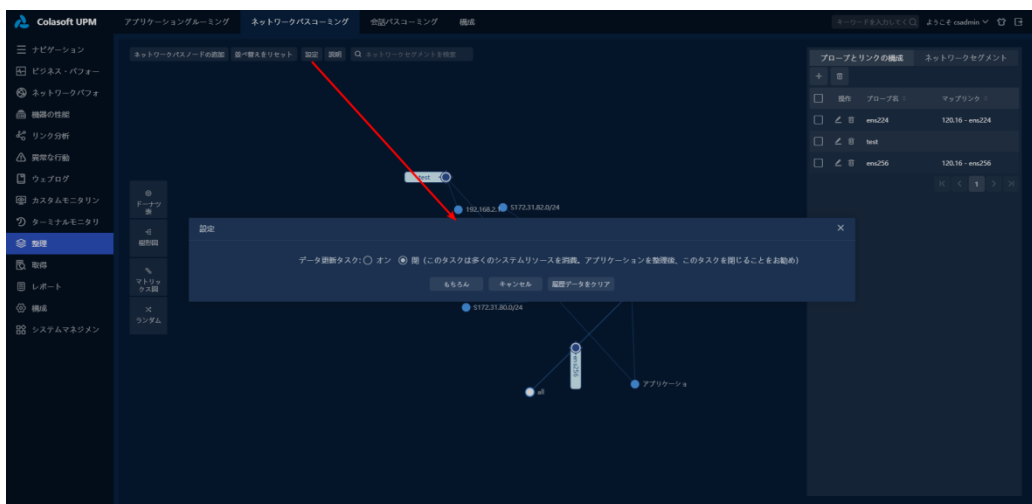 Colasoft UPM
アプリケーショングルーミング
ネットワークパスコーミング
会話パスコーミング
構成
キーワードを入力してく
ようこそ csadmin
ナビゲーション
ビジネス・パフォー
ネットワークパフォ
機器の性能
リンク分析
異常な行動
ウェブログ
カスタムモニタリン
ターミナルモニタリ
整理
取得
レポート
構成
システムマネジメン
ネットワークパスノードの追加
並べ替えをリセット
設定
説明
ネットワークセグメントを検索
プローブとリンクの構成
ネットワークセグメント
操作
プローブ名
マップリンク
ens224
120.16 - ens224
test
ens256
120.16 - ens256
1
test
192.168.2.
S172.31.82.0/24
ドーナツ
樹形図
マトリッ
クス図
ランダム
設定
データ更新タスク:
オン
閉 (このタスクは多くのシステムリソースを消費。アプリケーションを整理後、このタスクを閉じることをお勧め)
もちろん
キャンセル
履歴データをクリア
S172.31.80.0/24
ens256
all
アプリケーショ